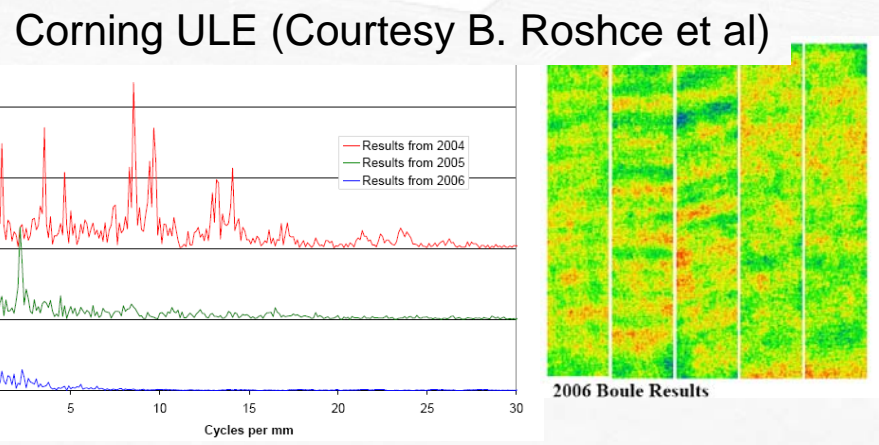 Corning ULE (Courtesy B. Roshce et al)
Results from 2004
Results from 2005
Results from 2006
5 10 15 20 25 30
Cycles per mm
2006 Boule Results